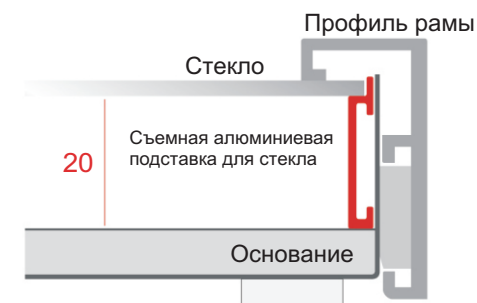 Профиль рамы
Стекло
Съемная алюминиевая
подставка для стекла
20
Основание